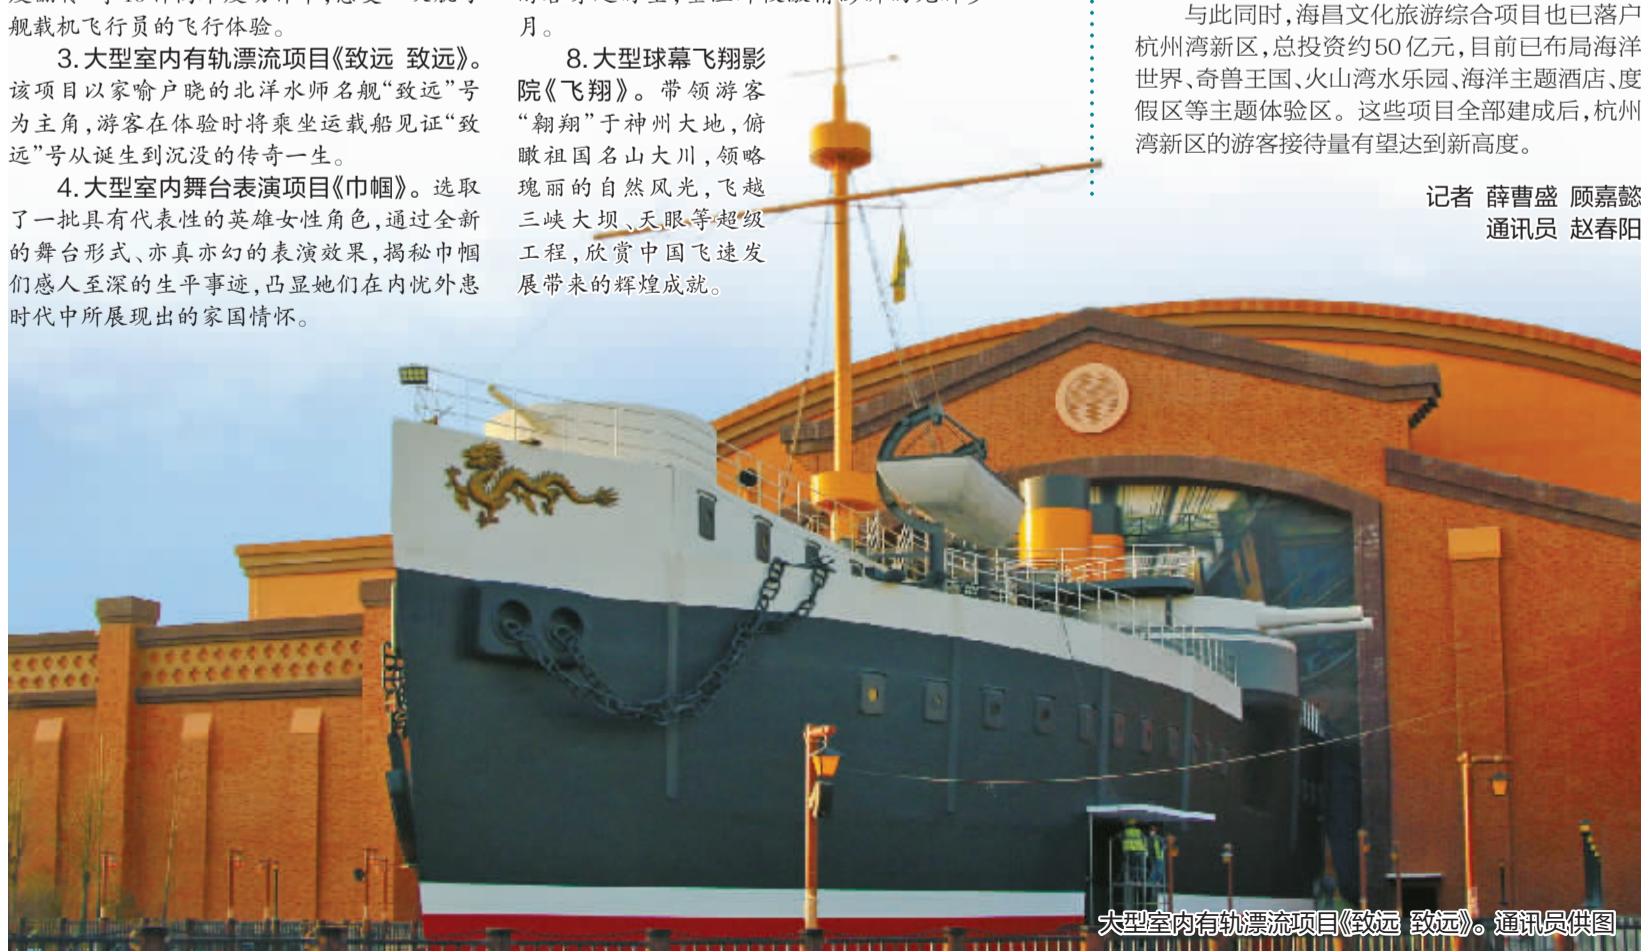 舰载机飞行员的飞行体验。
3.大型室内有轨漂流项目《致远 致远》。
该项目以家喻户晓的北洋水师名舰“致远”号
为主角,游客在体验时将乘坐运载船见证“致
远”号从诞生到沉没的传奇一生。
4.大型室内舞台表演项目《巾帼》。选取
了一批具有代表性的英雄女性角色,通过全新
的舞台形式、亦真亦幻的表演效果,揭秘巾帼
们感人至深的生平事迹,凸显她们在内忧外患
时代中所展现出的家国情怀。
月。
8.大型球幕飞翔影
院《飞翔》。带领游客
“翱翔”于神州大地,俯
瞰祖国名山大川,领略
瑰丽的自然风光,飞越
三峡大坝、天眼等超级
工程,欣赏中国飞速发
展带来的辉煌成就。
与此同时,海昌文化旅游综合项目也已落户
杭州湾新区,总投资约50亿元,目前已布局海洋
世界、奇兽王国、火山湾水乐园、海洋主题酒店、度
假区等主题体验区。这些项目全部建成后,杭州
湾新区的游客接待量有望达到新高度。
记者 薛曹盛 顾嘉懿
通讯员 赵春阳
大型室内有轨漂流项目《致远 致远》。通讯员供图